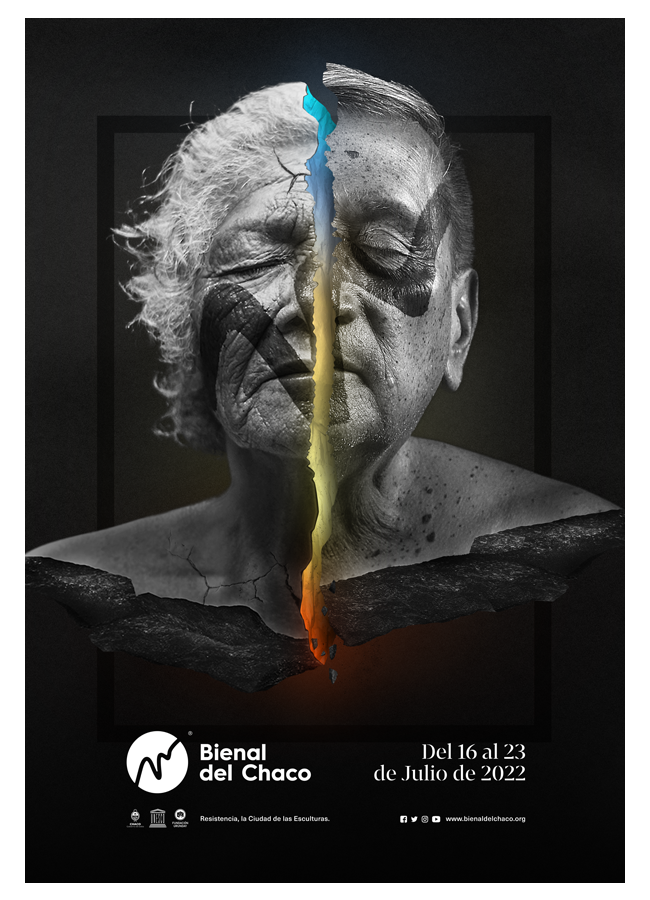 Bienal
del Chaco
®
Del 16 al 23
de Julio de 2022
CHACO
Resistencia, la Ciudad de las Esculturas.
www.bienaldelchaco.org